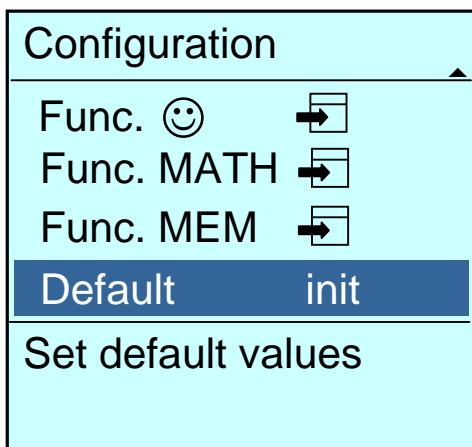 Configuration
Func. ☺
Func. MATH
Func. MEM
Default init
Set default values